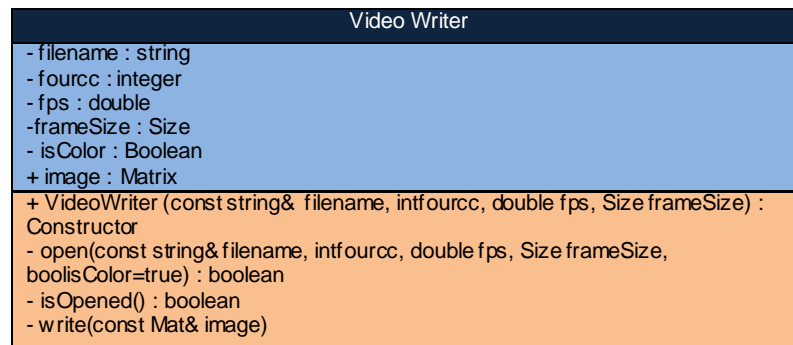 Video Writer
- filename : string
- fourcc : integer
- fps : double
-frameSize : Size
- isColor : Boolean
+ image : Matrix
+ VideoWriter (const string& filename, intfourcc, double fps, Size frameSize) :
Constructor
- open(const string& filename, intfourcc, double fps, Size frameSize,
boolisColor=true) : boolean
- isOpened() : boolean
- write(const Mat& image)